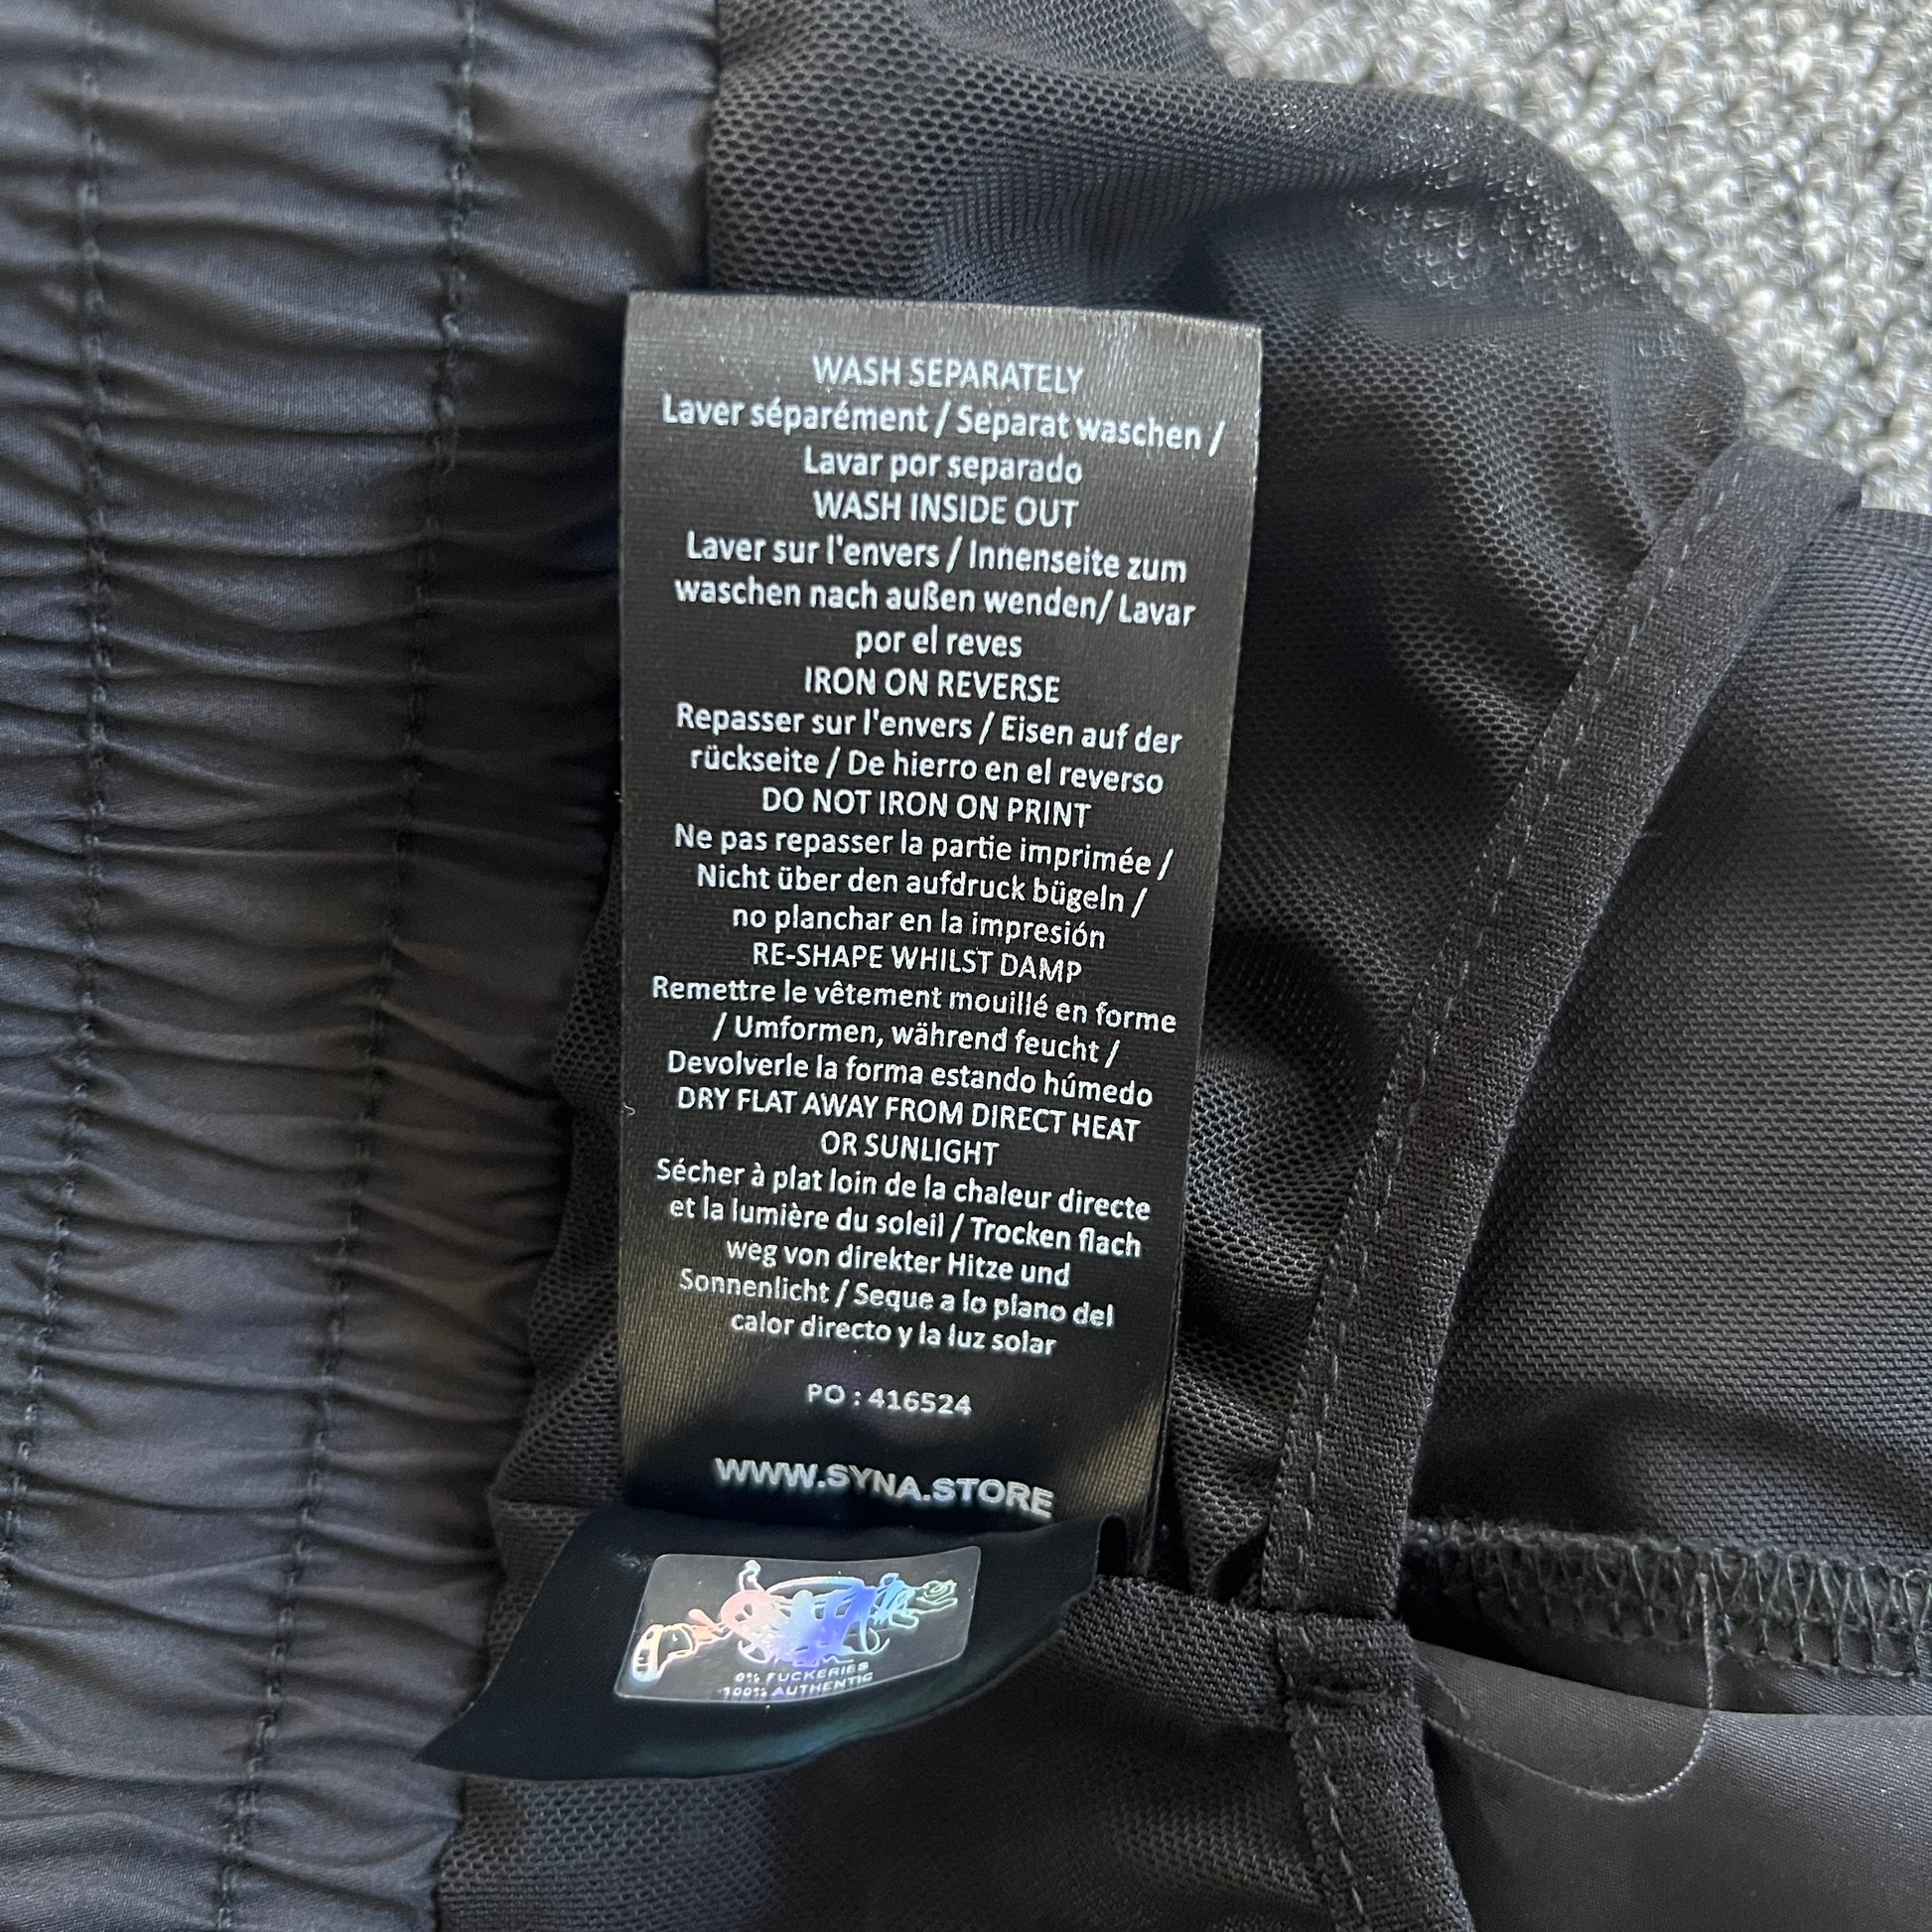 WASH SEPARATELY
Laver séparément / Separat waschen /
Lavar por separado
WASH INSIDE OUT
Laver sur l'envers / Innenseite zum
waschen nach außen wenden/ Lavar
por el reves
IRON ON REVERSE
Repasser sur l'envers / Eisen auf der
rückseite / De hierro en el reverso
DO NOT IRON ON PRINT
Ne pas repasser la partie imprimée /
Nicht über den aufdruck bügeln /
no planchar en la impresión
RE-SHAPE WHILST DAMP
Remettre le vêtement mouillé en forme
/ Umformen, während feucht /
Devolverle la forma estando húmedo
DRY FLAT AWAY FROM DIRECT HEAT
OR SUNLIGHT
Sécher à plat loin de la chaleur directe
et la lumière du soleil / Trocken flach
weg von direkter Hitze und
Sonnenlicht / Seque a lo plano del
calor directo y la luz solar
PO : 416524
WWW.SYNA.STORE
0% FUCKERIES
100% AUTHENTIC